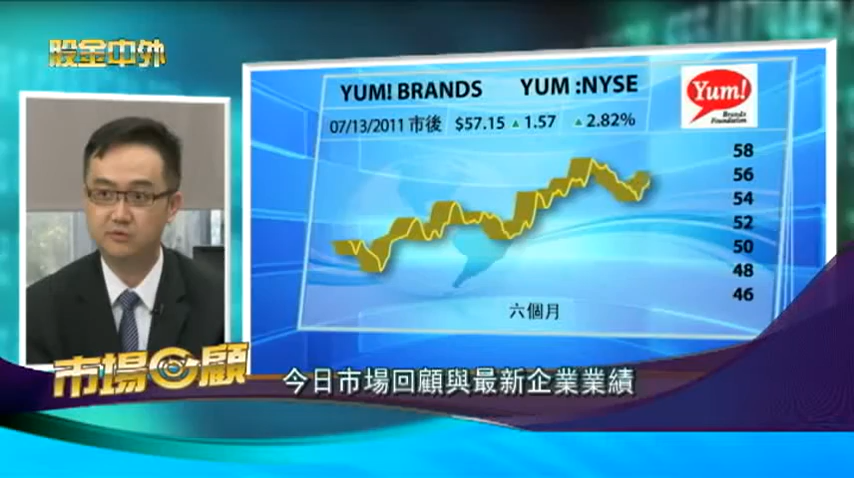 股金中外
YUM! BRANDS YUM :NYSE
07/13/2011 市後 $57.15 ▲1.57 ▲2.82%
Yum!
Brands
Foundation
58
56
54
52
50
48
46
六個月
市場回顧
今日市場回顧與最新企業業績